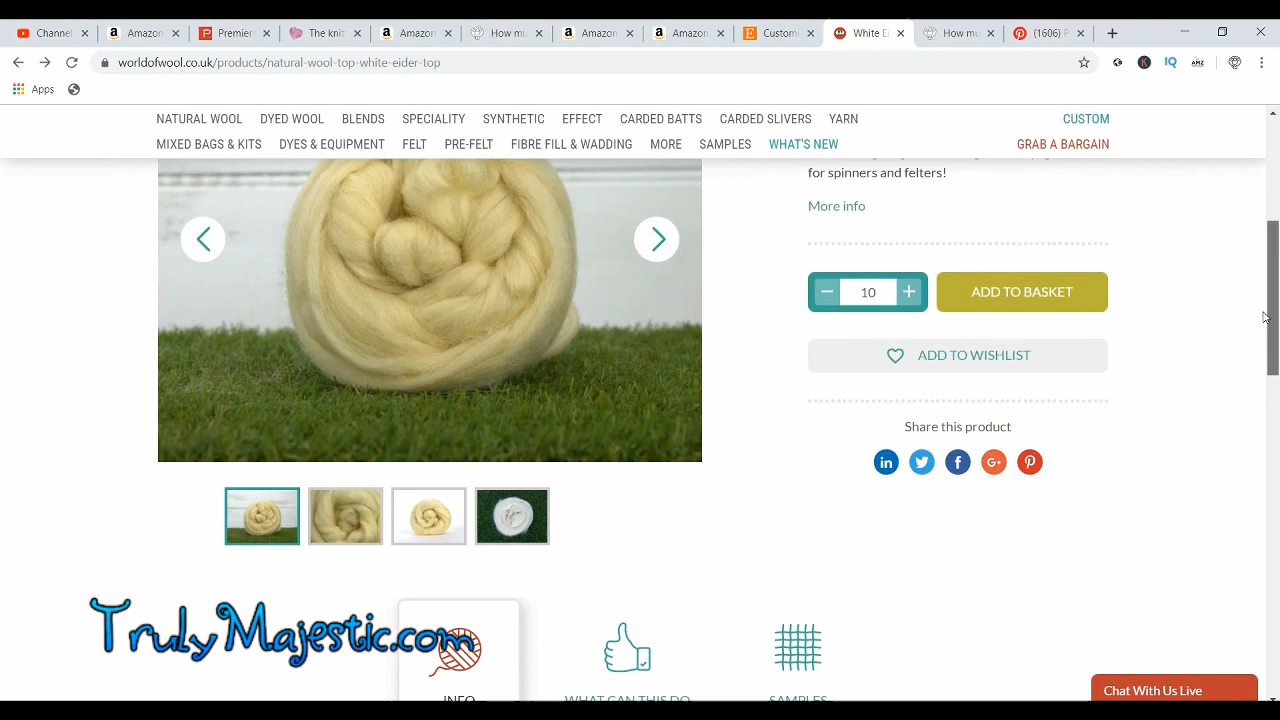 Channel
Amazon
Premier
The knit
Amazon
How mu
Amazon
Amazon
Customi
White Ei
How mu
(1606) P
worldofwool.co.uk/products/natural-wool-top-white-eider-top
Apps
NATURAL WOOL DYED WOOL BLENDS SPECIALITY SYNTHETIC EFFECT CARDED BATTS CARDED SLIVERS YARN CUSTOM
MIXED BAGS & KITS DYES & EQUIPMENT FELT PRE-FELT FIBRE FILL & WADDING MORE SAMPLES WHAT'S NEW GRAB A BARGAIN
for spinners and felters!
More info
10
ADD TO BASKET
ADD TO WISHLIST
Share this product
TrulyMajestic.com
INFO
WHAT CAN THIS DO
SAMPLES
Chat With Us Live